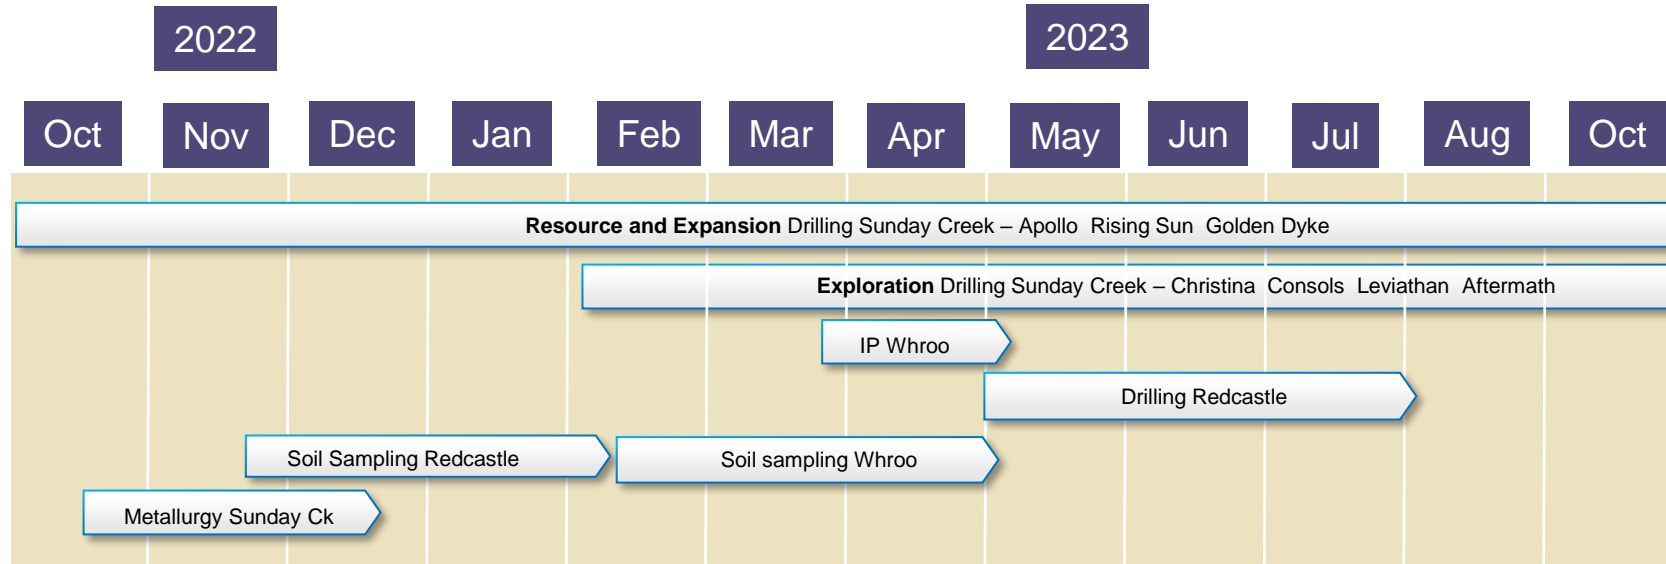 2022
2023
Oct
Nov
Dec
Jan
Feb
Mar
Apr
May
Jun
Jul
Aug
Oct
Resource and Expansion Drilling Sunday Creek – Apollo Rising Sun Golden Dyke
Exploration Drilling Sunday Creek – Christina Consols Leviathan Aftermath
IP Whroo
Drilling Redcastle
Soil Sampling Redcastle
Soil sampling Whroo
Metallurgy Sunday Ck